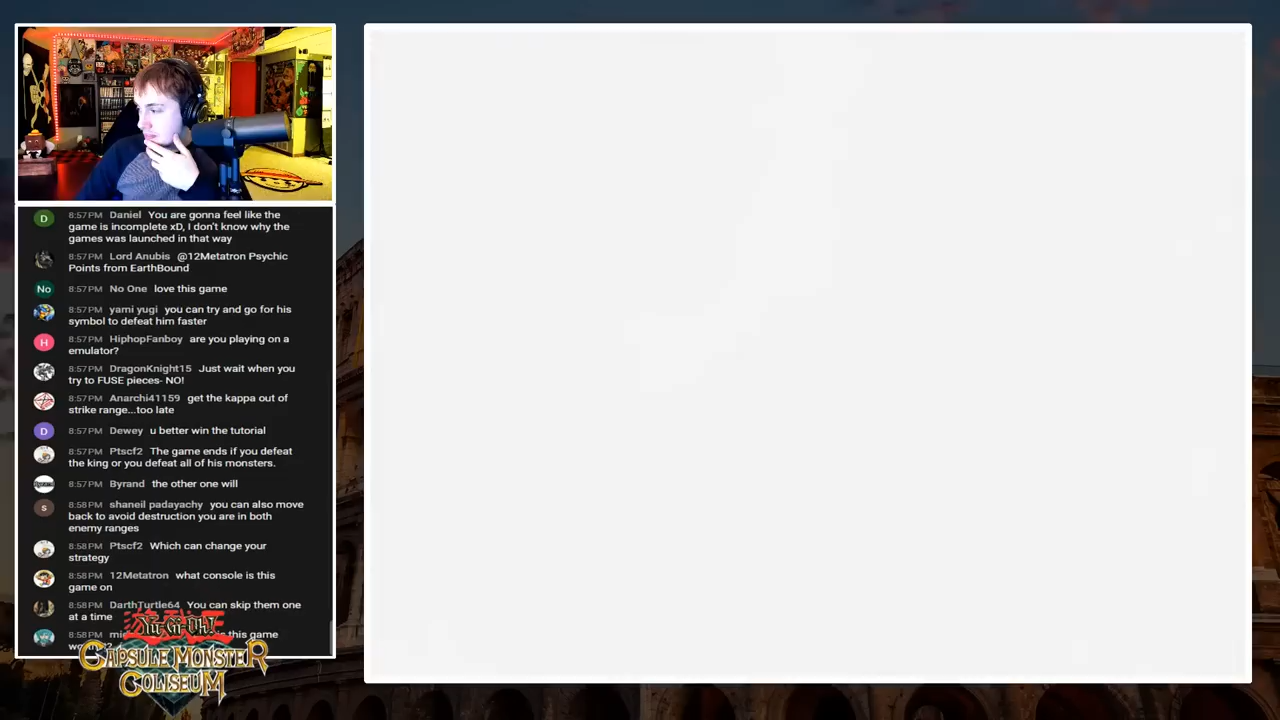 D 8:57PM Daniel You are gonna feel like the
game is incomplete xD, I don't know why the
games was launched in that way
8:57PM Lord Anubis @12Metatron Psychic
Points from EarthBound
No 8:57PM No One love this game
8:57PM yami yugi you can try and go for his
symbol to defeat him faster
H 8:57PM HiphopFanboy are you playing on a
emulator?
8:57PM DragonKnight15 Just wait when you
try to FUSE pieces- NO!
8:57PM Anarchi41159 get the kappa out of
strike range...too late
D 8:57PM Dewey u better win the tutorial
8:57PM Ptscf2 The game ends if you defeat
the king or you defeat all of his monsters.
8:57PM Byrand the other one will
s 8:58PM shaneil padayachy you can also move
back to avoid destruction you are in both
enemy ranges
8:58PM Ptscf2 Which can change your
strategy
8:58PM 12Metatron what console is this
game on
8:58PM DarthTurtle64 You can skip them one
at a time
8:58PM this game
Yu-Gi-Oh!
Capsule Monster
Coliseum